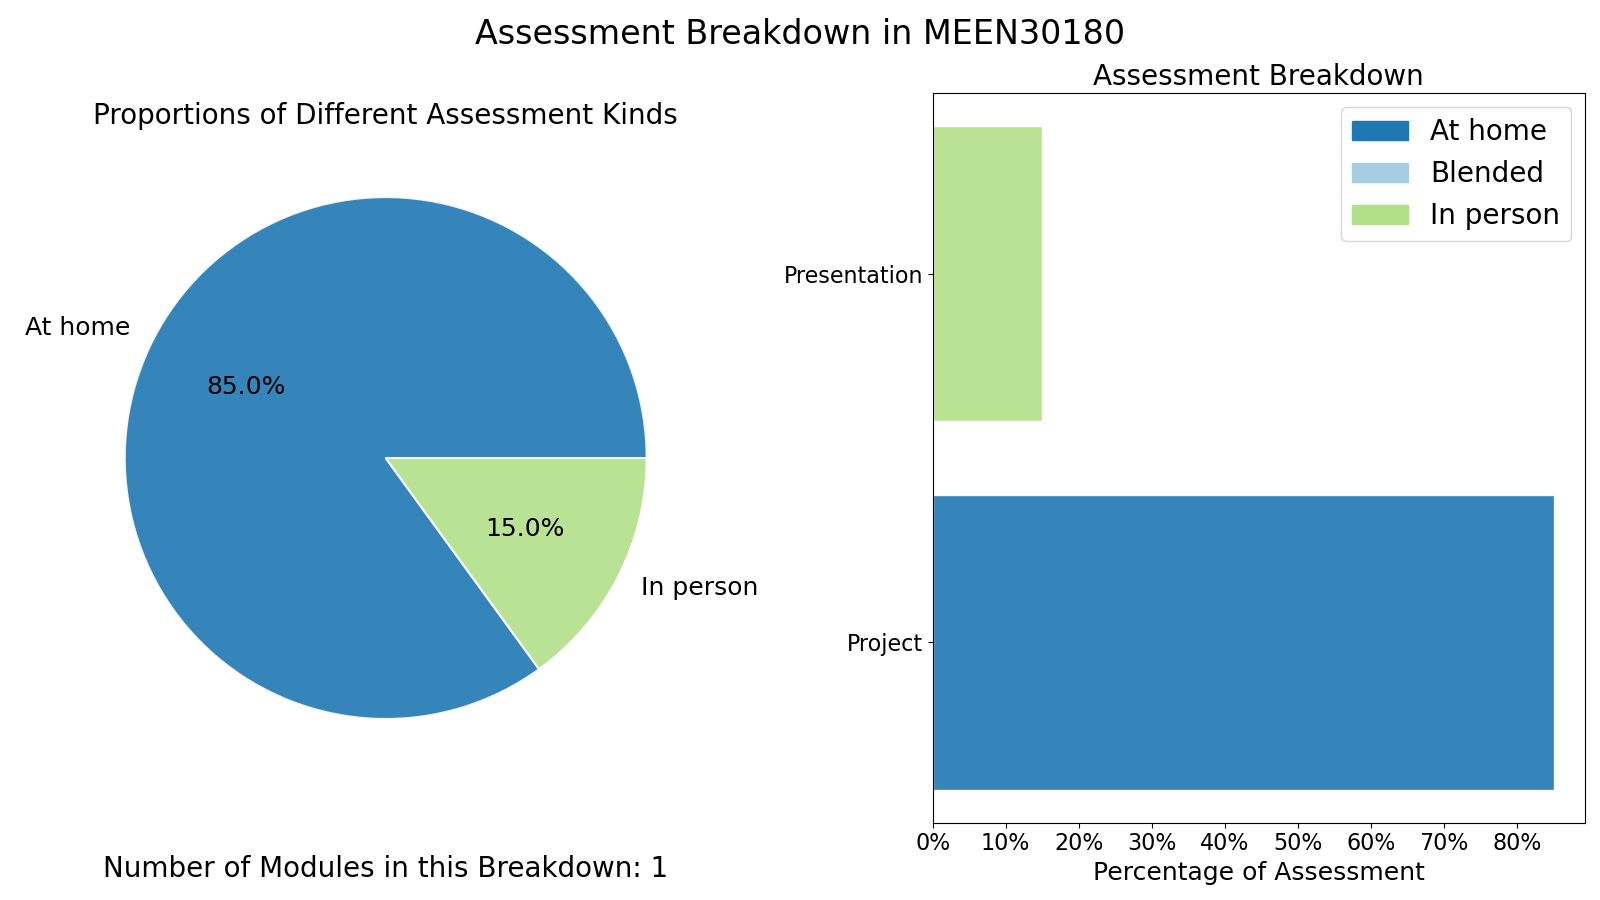 Assessment Breakdown in MEEN30180
Proportions of Different Assessment Kinds
At home
85.0%
15.0%
In person
Number of Modules in this Breakdown: 1
Assessment Breakdown
At home
Blended
In person
Presentation
Project
0% 10% 20% 30% 40% 50% 60% 70% 80%
Percentage of Assessment